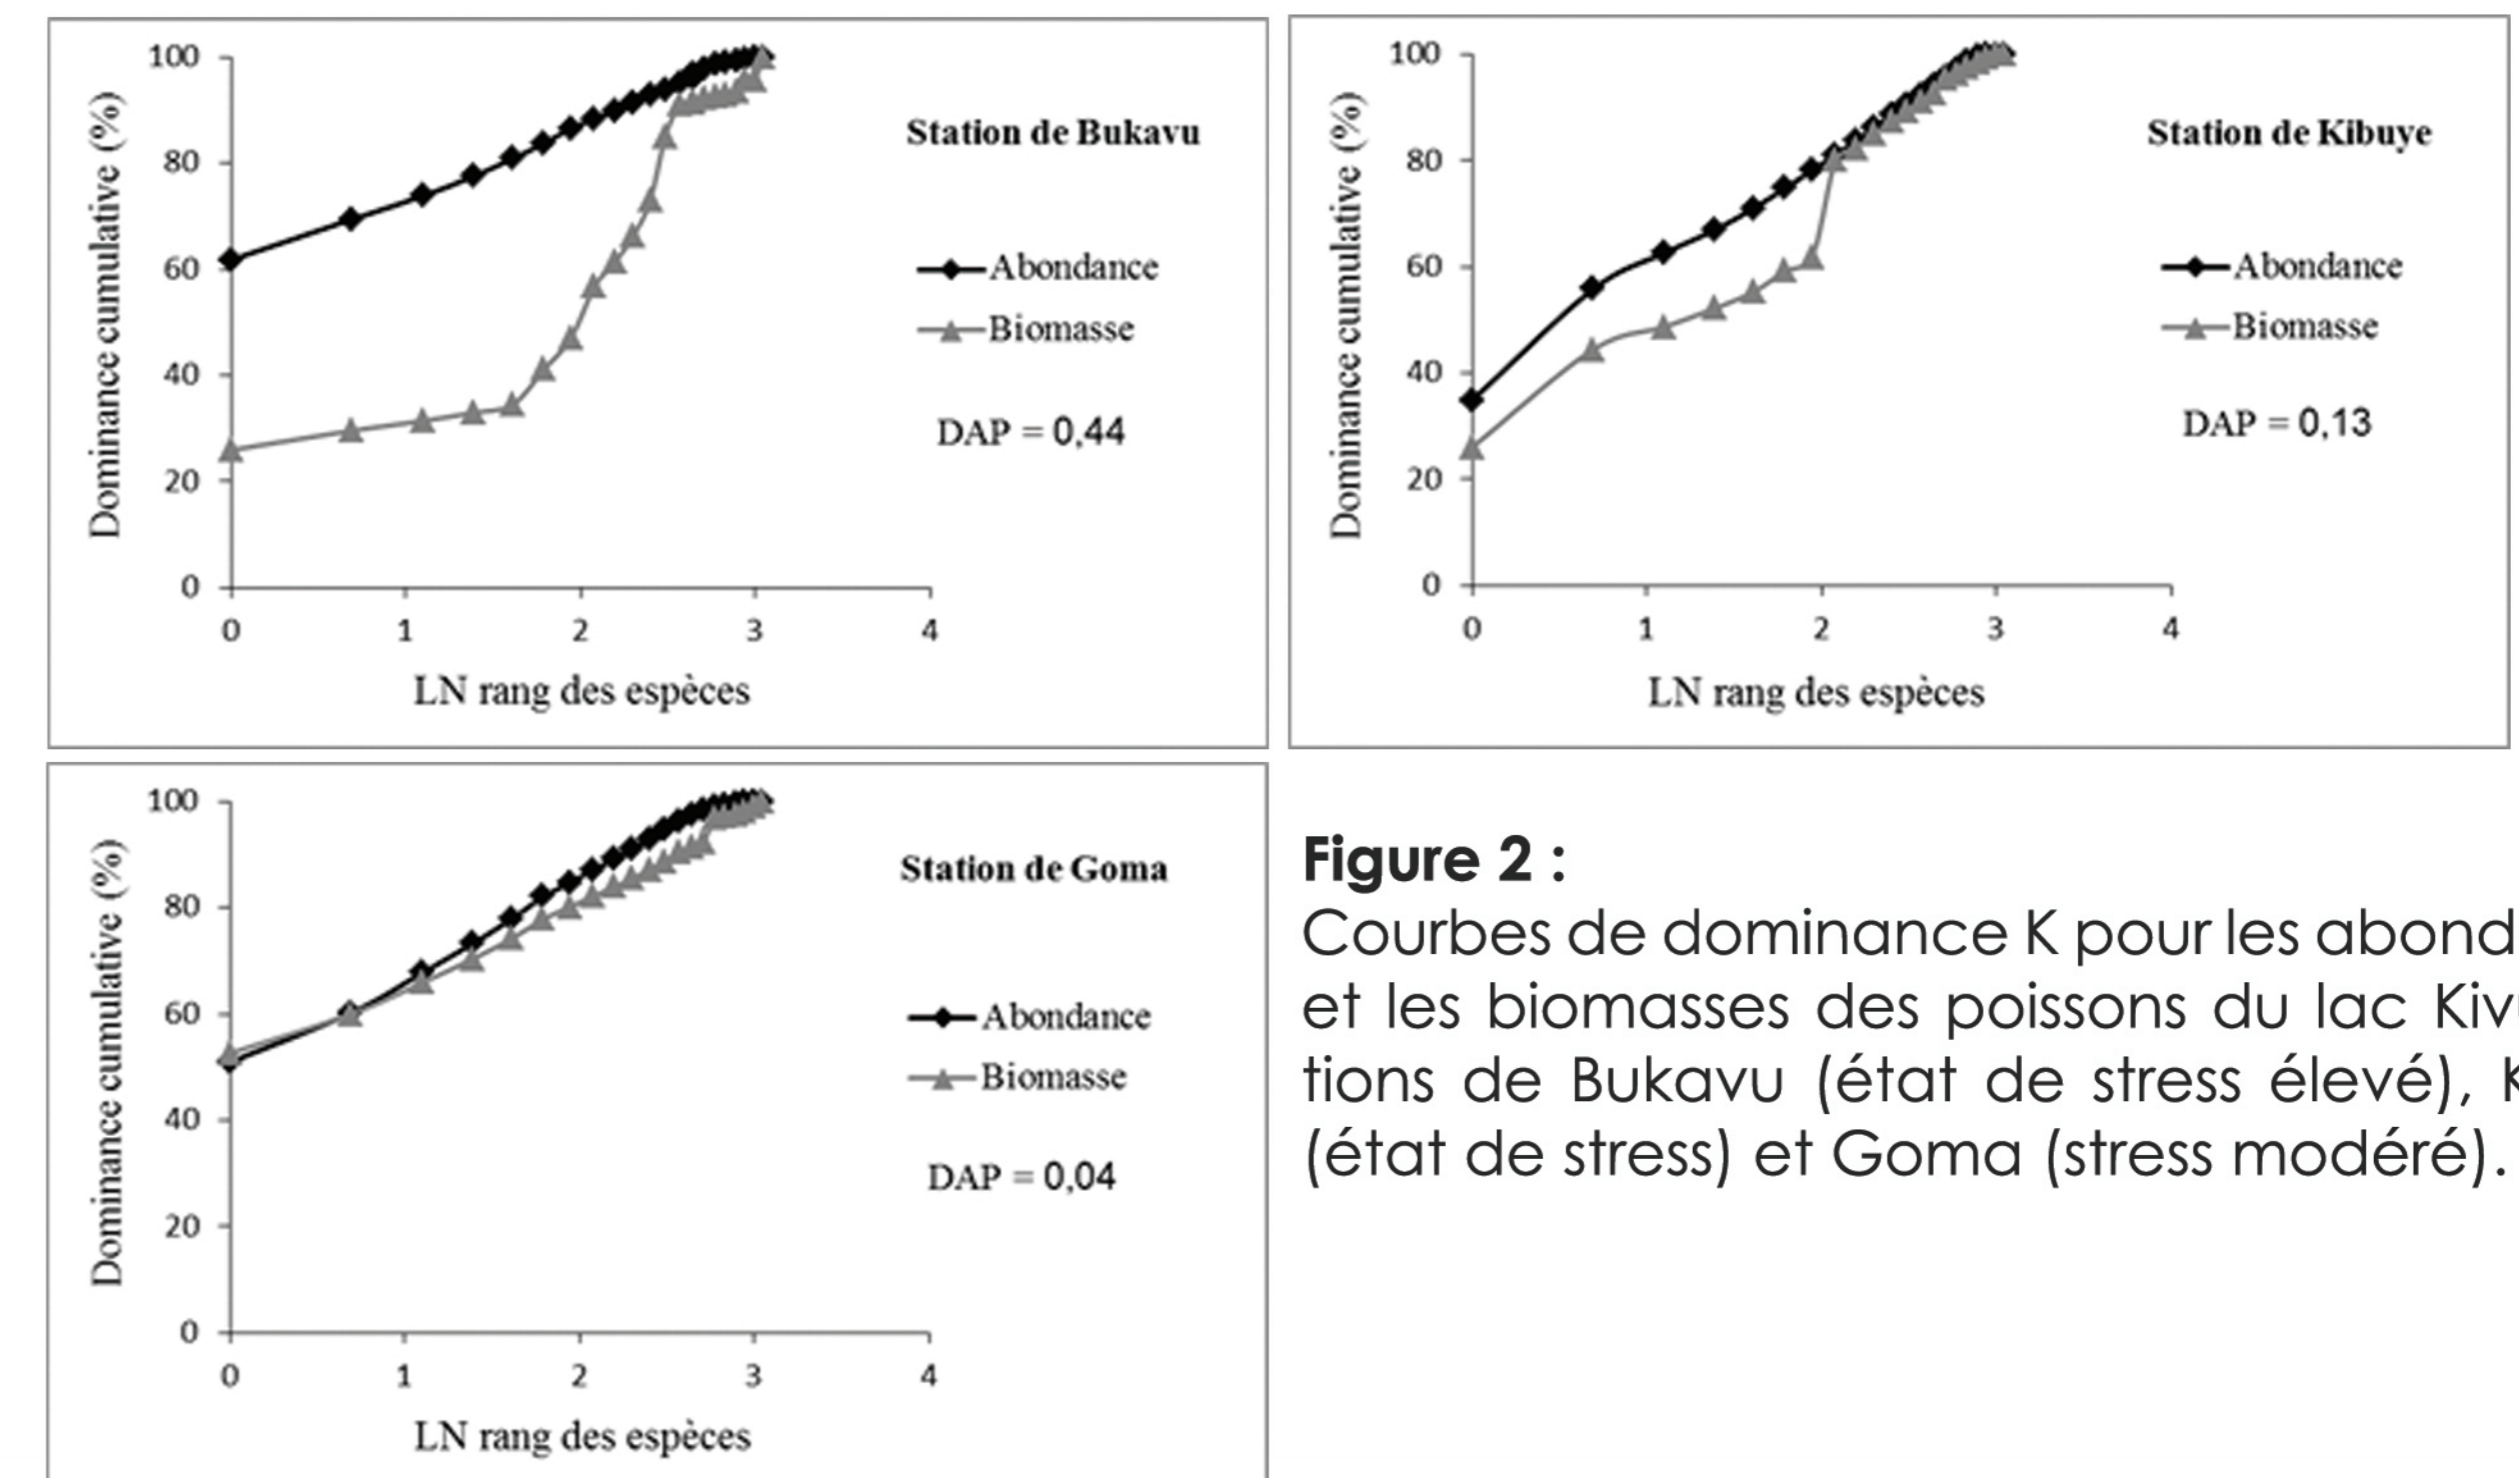 100
80
60
40
20
0
0 1 2 3 4
Dominance cumulative (%)
LN rang des espèces
Station de Bukavu
Abondance
Biomasse
DAP = 0,44
100
80
60
40
20
0
0 1 2 3 4
Dominance cumulative (%)
LN rang des espèces
Station de Kibuye
Abondance
Biomasse
DAP = 0,13
100
80
60
40
20
0
0 1 2 3 4
Dominance cumulative (%)
LN rang des espèces
Station de Goma
Abondance
Biomasse
DAP = 0,04
Figure 2 :
Courbes de dominance K pour les abond
et les biomasses des poissons du lac
tions de Bukavu (état de stress élevé),
(état de stress) et Goma (stress modéré).